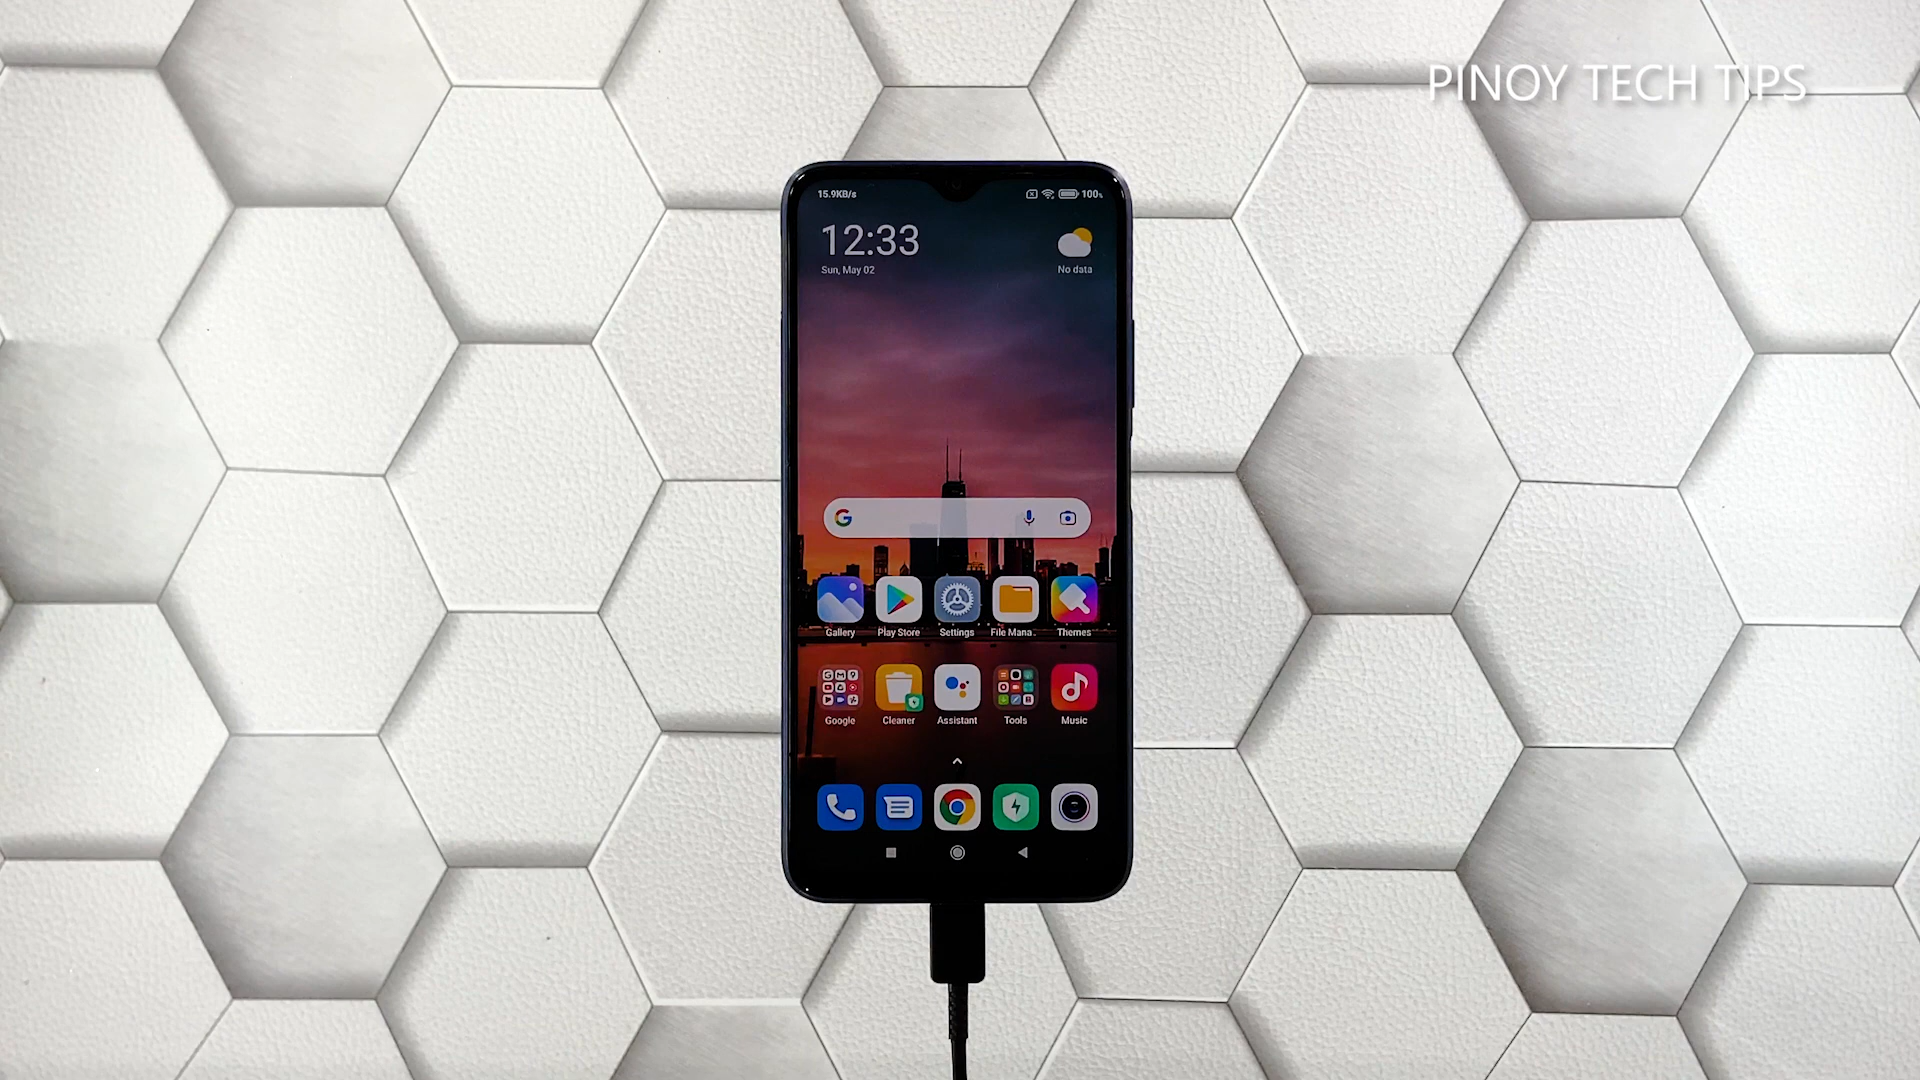 PINOY TECH TIPS
15.9KB/s
100%
12:33
Sun, May 02
No data
Gallery
Play Store
Settings
File Mana..
Themes
Google
Cleaner
Assistant
Tools
Music